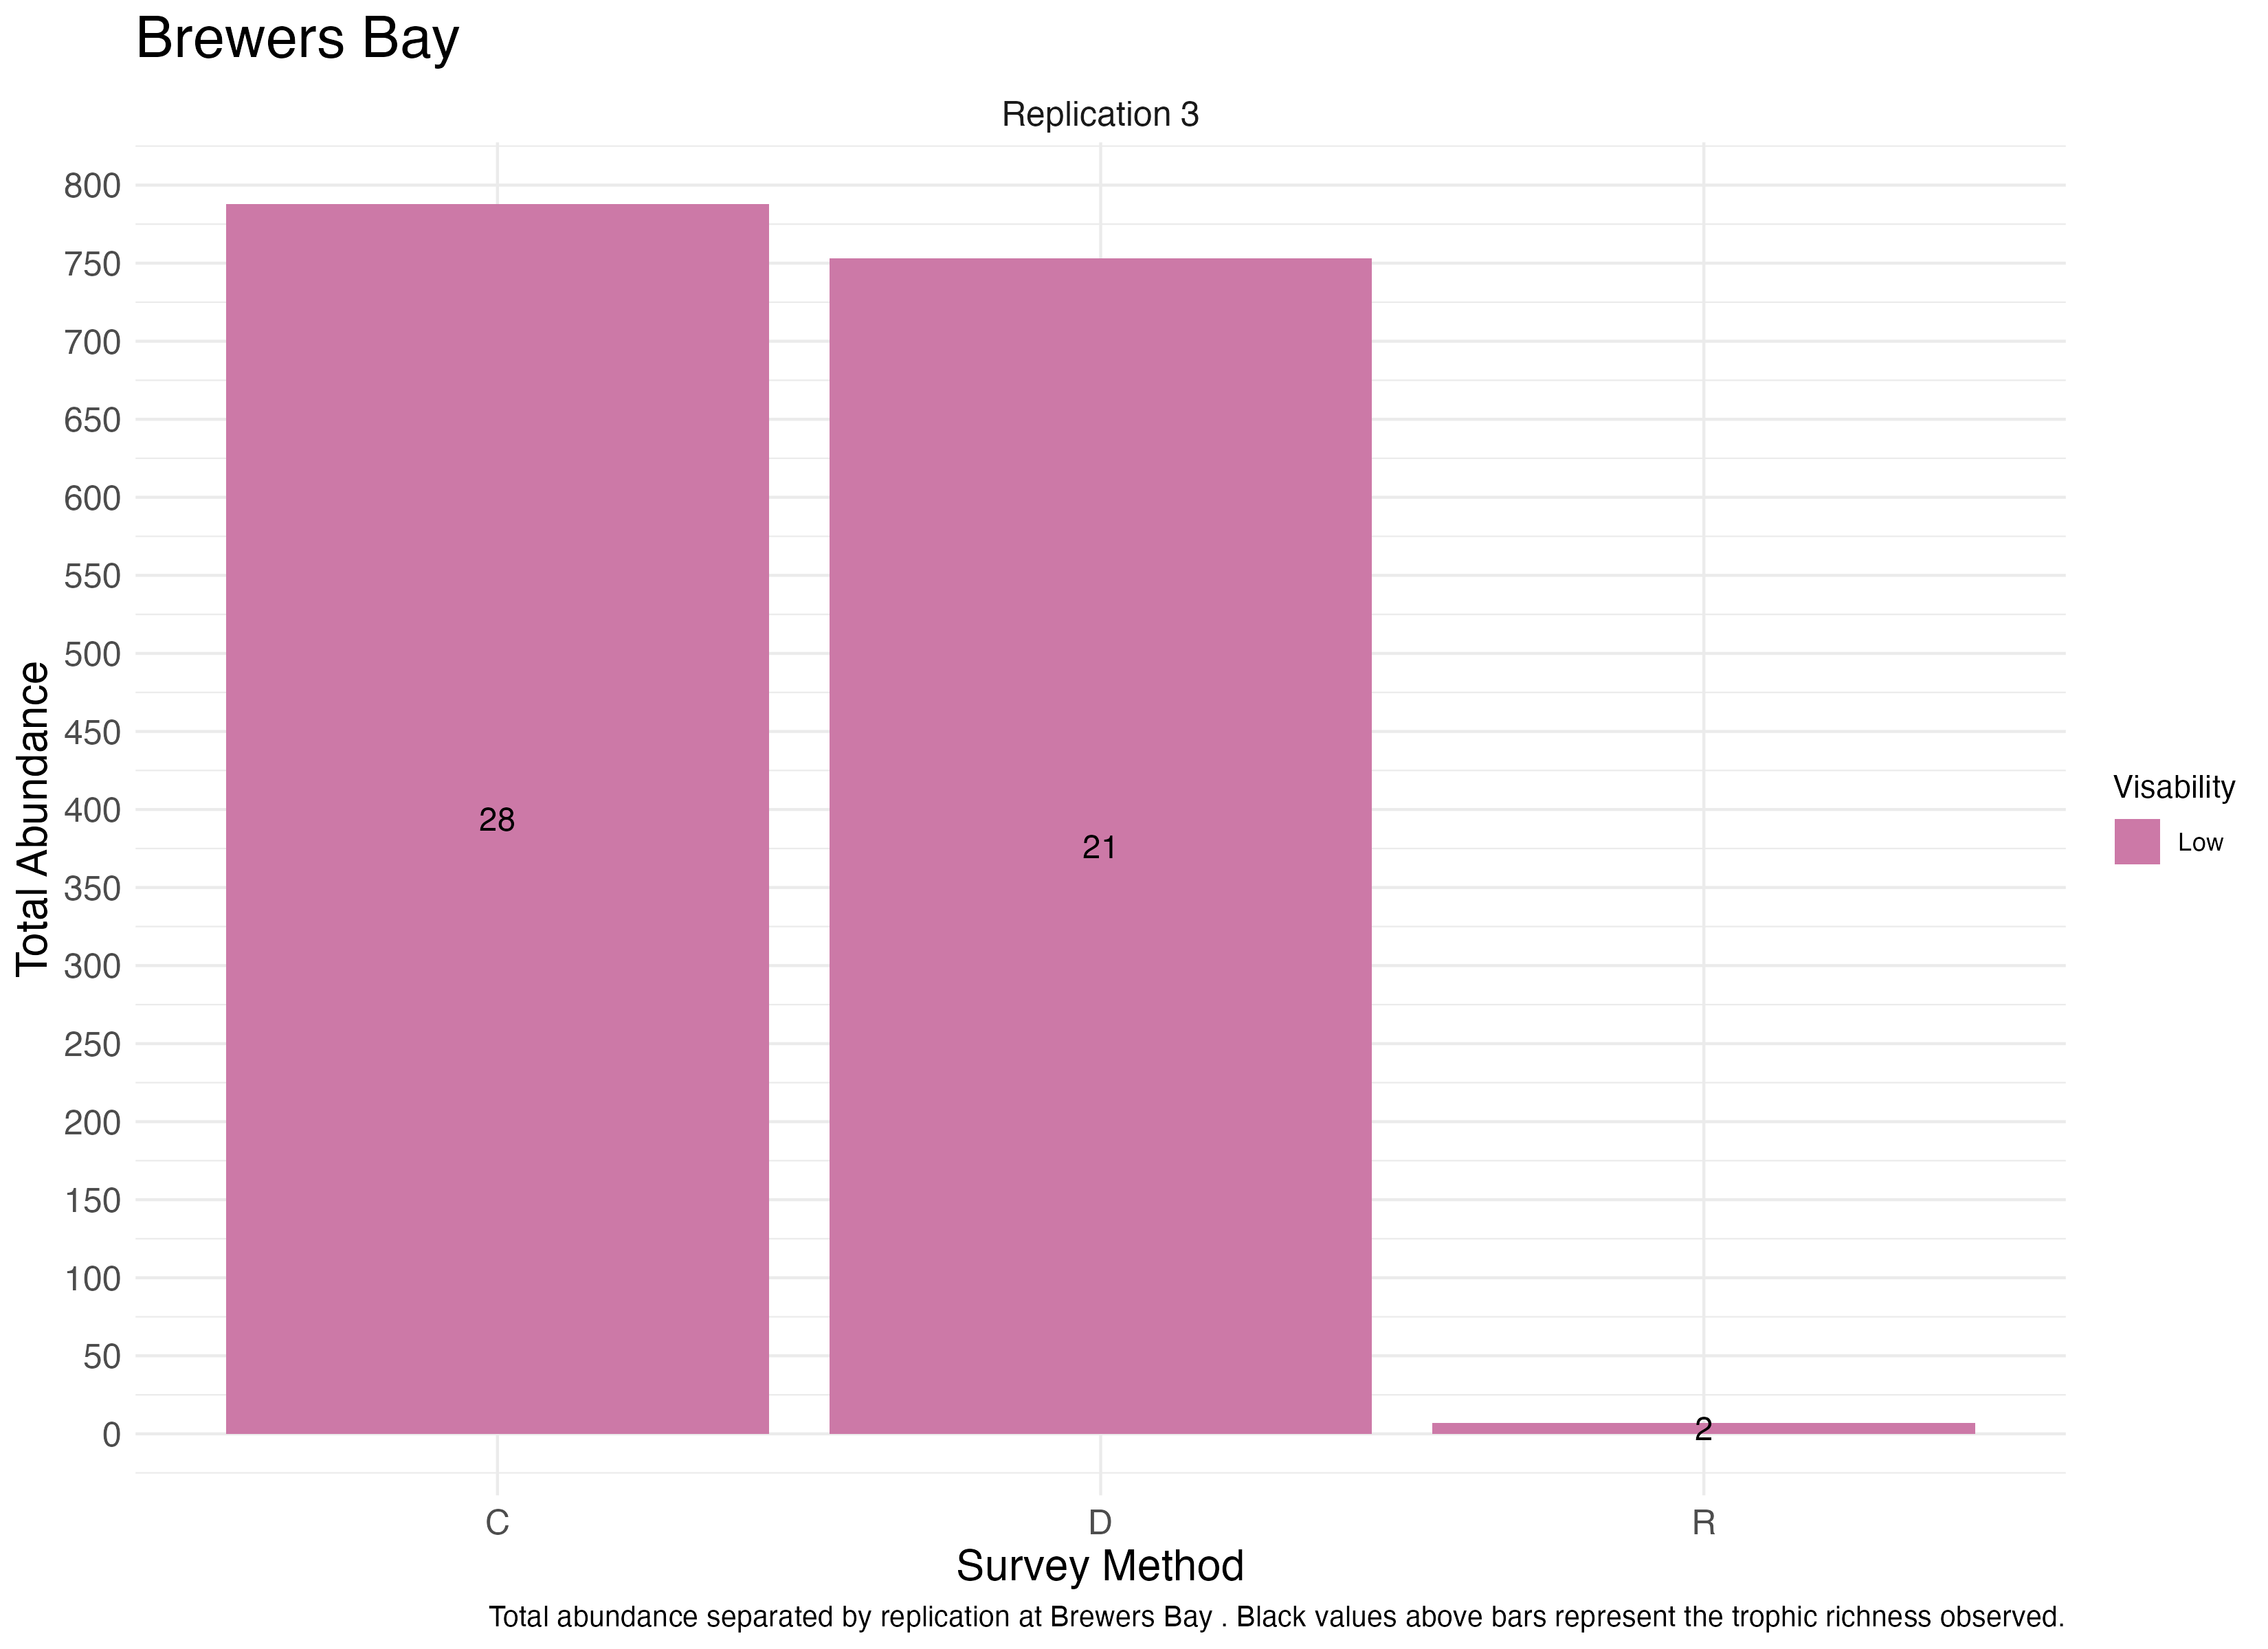 Brewers Bay
Replication 3
800
750
700
650
600
550
500
450
400
350
300
250
200
150
100
50
0
Total Abundance
28
21
2
C D R
Survey Method
Visability
Low
Total abundance separated by replication at Brewers Bay . Black values above bars represent the trophic richness observed.